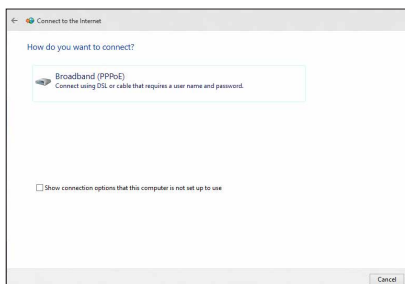 Connect to the Internet
How do you want to connect?
Broadband (PPPoE)
Connect using DSL or cable that requires a user name and password.
Show connection options that this computer is not set up to use
Cancel